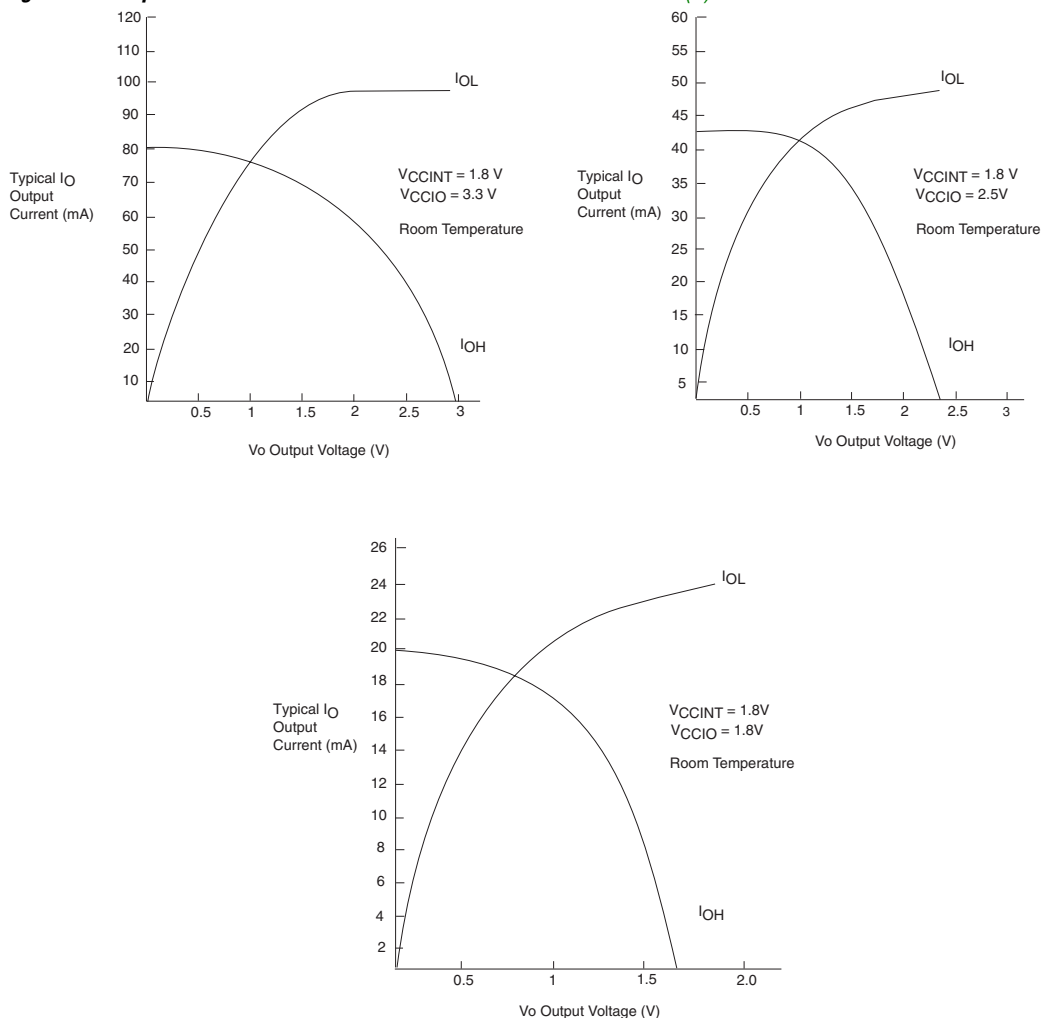 (4)
120
110
100
90
80
70
60
50
40
30
20
10
Typical IO
Output
Current (mA)
IOL
VCCINT = 1.8 V
VCCIO = 3.3 V
Room Temperature
IOH
0.5 1 1.5 2 2.5 3
Vo Output Voltage (V)
60
55
50
45
40
35
30
25
20
15
10
5
Typical IO
Output
Current (mA)
IOL
VCCINT = 1.8 V
VCCIO = 2.5V
Room Temperature
IOH
0.5 1 1.5 2 2.5 3
Vo Output Voltage (V)
26
24
22
20
18
16
14
12
10
8
6
4
2
Typical IO
Output
Current (mA)
IOL
VCCINT = 1.8V
VCCIO = 1.8V
Room Temperature
IOH
0.5 1 1.5 2.0
Vo Output Voltage (V)